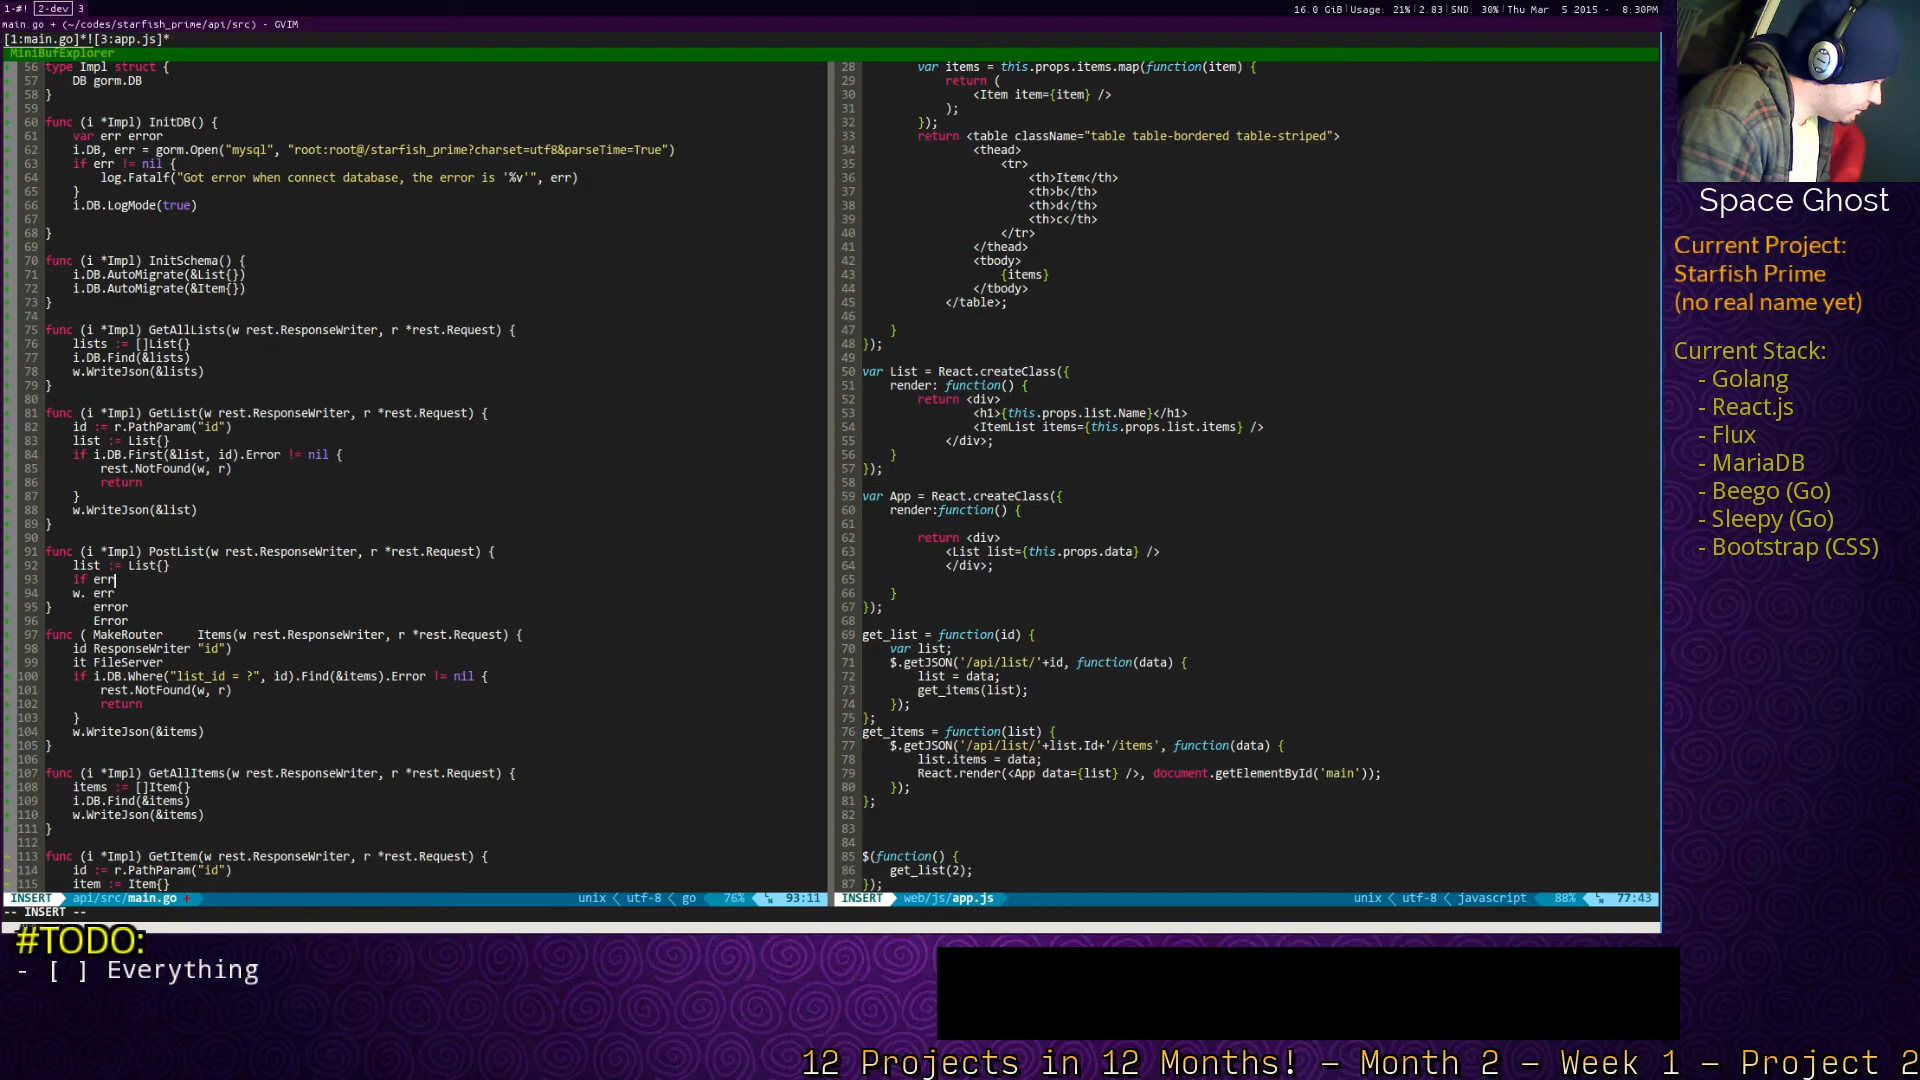 1-#! 2-dev 3
16.0 GiB|Usage: 21%|2.83|SND: 30%|Thu Mar 5 2015 - 8:30PM
main.go + (~/codes/starfish_prime/api/src) - GVIM
[1:main.go]*![3:app.js]*
MiniBufExplorer
56 type Impl struct {
57 DB gorm.DB
58 }
59
60 func (i *Impl) InitDB() {
61 var err error
62 i.DB, err = gorm.Open("mysql", "root:root@/starfish_prime?charset=utf8&parseTime=True")
63 if err != nil {
64 log.Fatalf("Got error when connect database, the error is '%v'", err)
65 }
66 i.DB.LogMode(true)
67
68 }
69
70 func (i *Impl) InitSchema() {
71 i.DB.AutoMigrate(&List{})
72 i.DB.AutoMigrate(&Item{})
73 }
74
75 func (i *Impl) GetAllLists(w rest.ResponseWriter, r *rest.Request) {
76 lists := []List{}
77 i.DB.Find(&lists)
78 w.WriteJson(&lists)
79 }
80
81 func (i *Impl) GetList(w rest.ResponseWriter, r *rest.Request) {
82 id := r.PathParam("id")
83 list := List{}
84 if i.DB.First(&list, id).Error != nil {
85 rest.NotFound(w, r)
86 return
87 }
88 w.WriteJson(&list)
89 }
90
91 func (i *Impl) PostList(w rest.ResponseWriter, r *rest.Request) {
92 list := List{}
93 if err
94 w. err
95 } error
96 Error
97 func ( MakeRouter Items(w rest.ResponseWriter, r *rest.Request) {
98 id ResponseWriter "id")
99 it FileServer
100 if i.DB.Where("list_id = ?", id).Find(&items).Error != nil {
101 rest.NotFound(w, r)
102 return
103 }
104 w.WriteJson(&items)
105 }
106
107 func (i *Impl) GetAllItems(w rest.ResponseWriter, r *rest.Request) {
108 items := []Item{}
109 i.DB.Find(&items)
110 w.WriteJson(&items)
111 }
112
113 func (i *Impl) GetItem(w rest.ResponseWriter, r *rest.Request) {
114 id := r.PathParam("id")
115 item := Item{}
INSERT api/src/main.go + unix < utf-8 < go 76% 93:11
-- INSERT --
28 var items = this.props.items.map(function(item) {
29 return (
30 <Item item={item} />
31 );
32 });
33 return <table className="table table-bordered table-striped">
34 <thead>
35 <tr>
36 <th>Item</th>
37 <th>b</th>
38 <th>d</th>
39 <th>c</th>
40 </tr>
41 </thead>
42 <tbody>
43 {items}
44 </tbody>
45 </table>;
46
47 }
48 });
49
50 var List = React.createClass({
51 render: function() {
52 return <div>
53 <h1>{this.props.list.Name}</h1>
54 <ItemList items={this.props.list.items} />
55 </div>;
56 }
57 });
58
59 var App = React.createClass({
60 render:function() {
61
62 return <div>
63 <List list={this.props.data} />
64 </div>;
65
66 }
67 });
68
69 get_list = function(id) {
70 var list;
71 $.getJSON('/api/list/'+id, function(data) {
72 list = data;
73 get_items(list);
74 });
75 };
76 get_items = function(list) {
77 $.getJSON('/api/list/'+list.Id+'/items', function(data) {
78 list.items = data;
79 React.render(<App data={list} />, document.getElementById('main'));
80 });
81 };
82
83
84
85 $(function() {
86 get_list(2);
87 });
INSERT web/js/app.js unix < utf-8 < javascript 88% 77:43
Space Ghost
Current Project:
Starfish Prime
(no real name yet)
Current Stack:
- Golang
- React.js
- Flux
- MariaDB
- Beego (Go)
- Sleepy (Go)
- Bootstrap (CSS)
#TODO:
- [ ] Everything
12 Projects in 12 Months! - Month 2 - Week 1 - Project 2